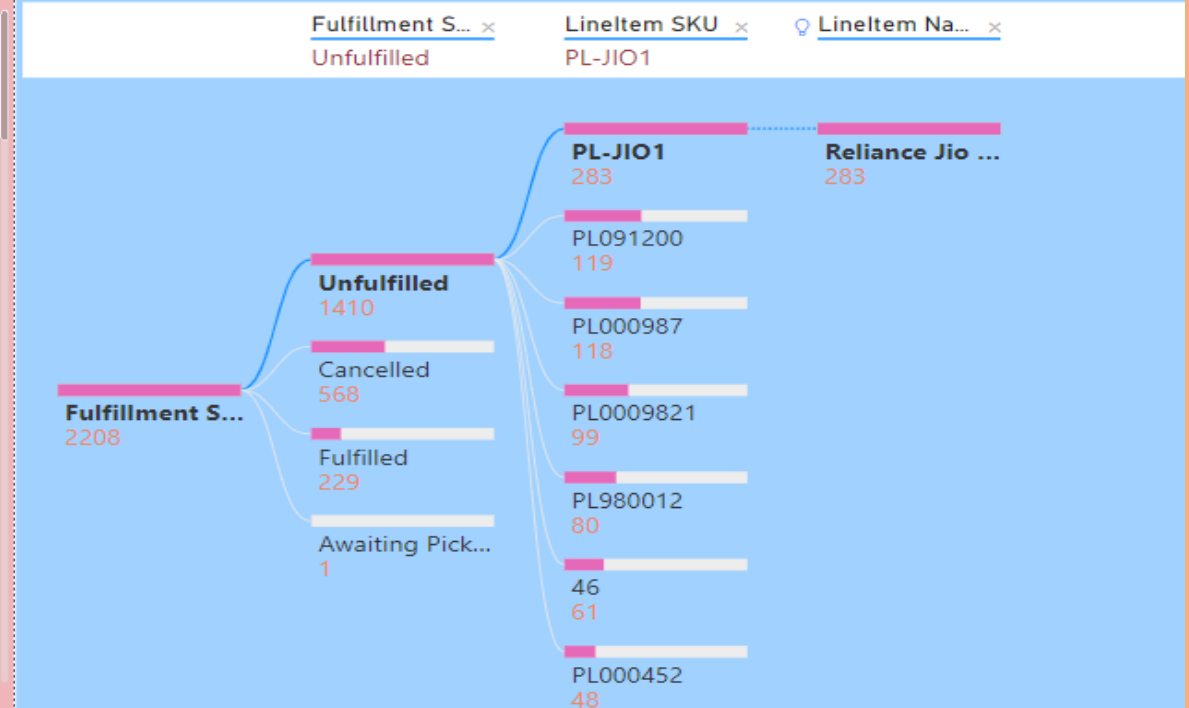 Fulfillment S... × LineItem SKU × LineItem Na... ×
Unfulfilled PL-JIO1
PL-JIO1
283
Reliance Jio ...
283
PL091200
119
Unfulfilled
1410
PL000987
118
Cancelled
568
Fulfillment S...
2208
PL0009821
99
Fulfilled
229
PL980012
80
Awaiting Pick...
1
46
61
PL000452
48